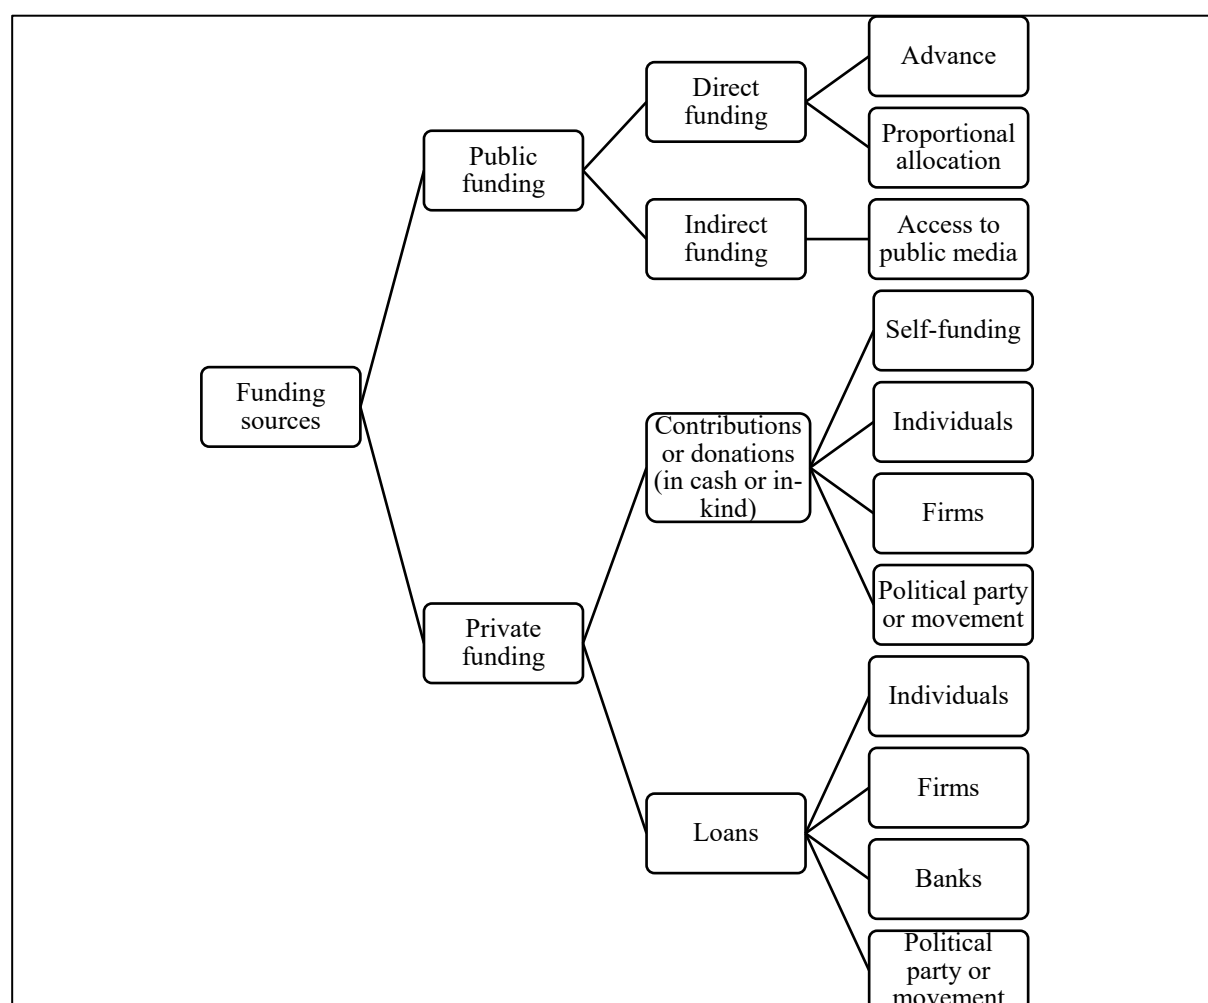 Advance
Direct
funding
Proportional
allocation
Public
funding
Indirect
funding
Access to
public media
Self-funding
Funding
sources
Contributions
or donations
(in cash or in-
kind)
Individuals
Firms
Political party
or movement
Private
funding
Individuals
Loans
Firms
Banks
Political
party or
movement